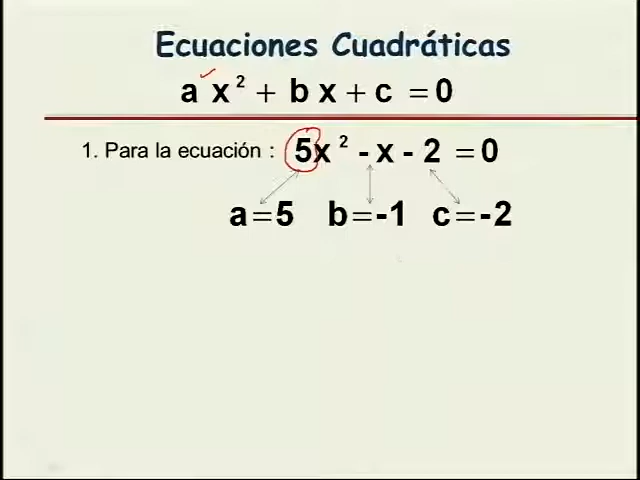 Ecuaciones Cuadráticas
a x² + b x + c = 0
1. Para la ecuación : 5x² - x - 2 = 0
a=5 b=-1 c=-2